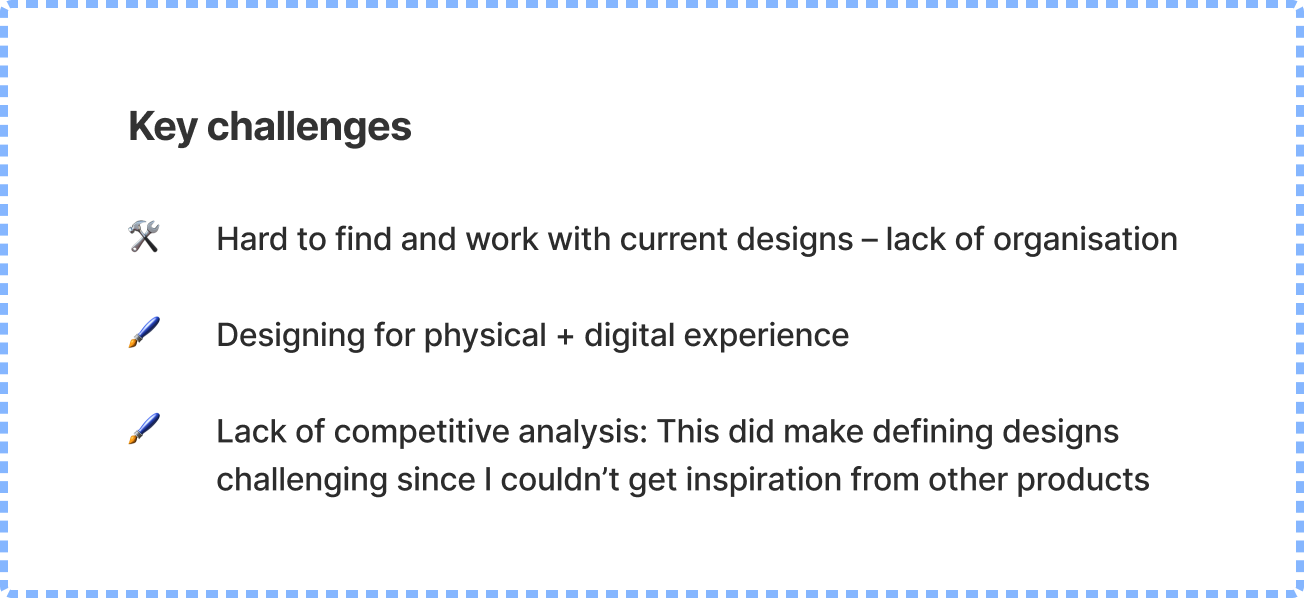 Key challenges
🛠 Hard to find and work with current designs – lack of organisation
🖌 Designing for physical + digital experience
🖌 Lack of competitive analysis: This did make defining designs
challenging since I couldn’t get inspiration from other products